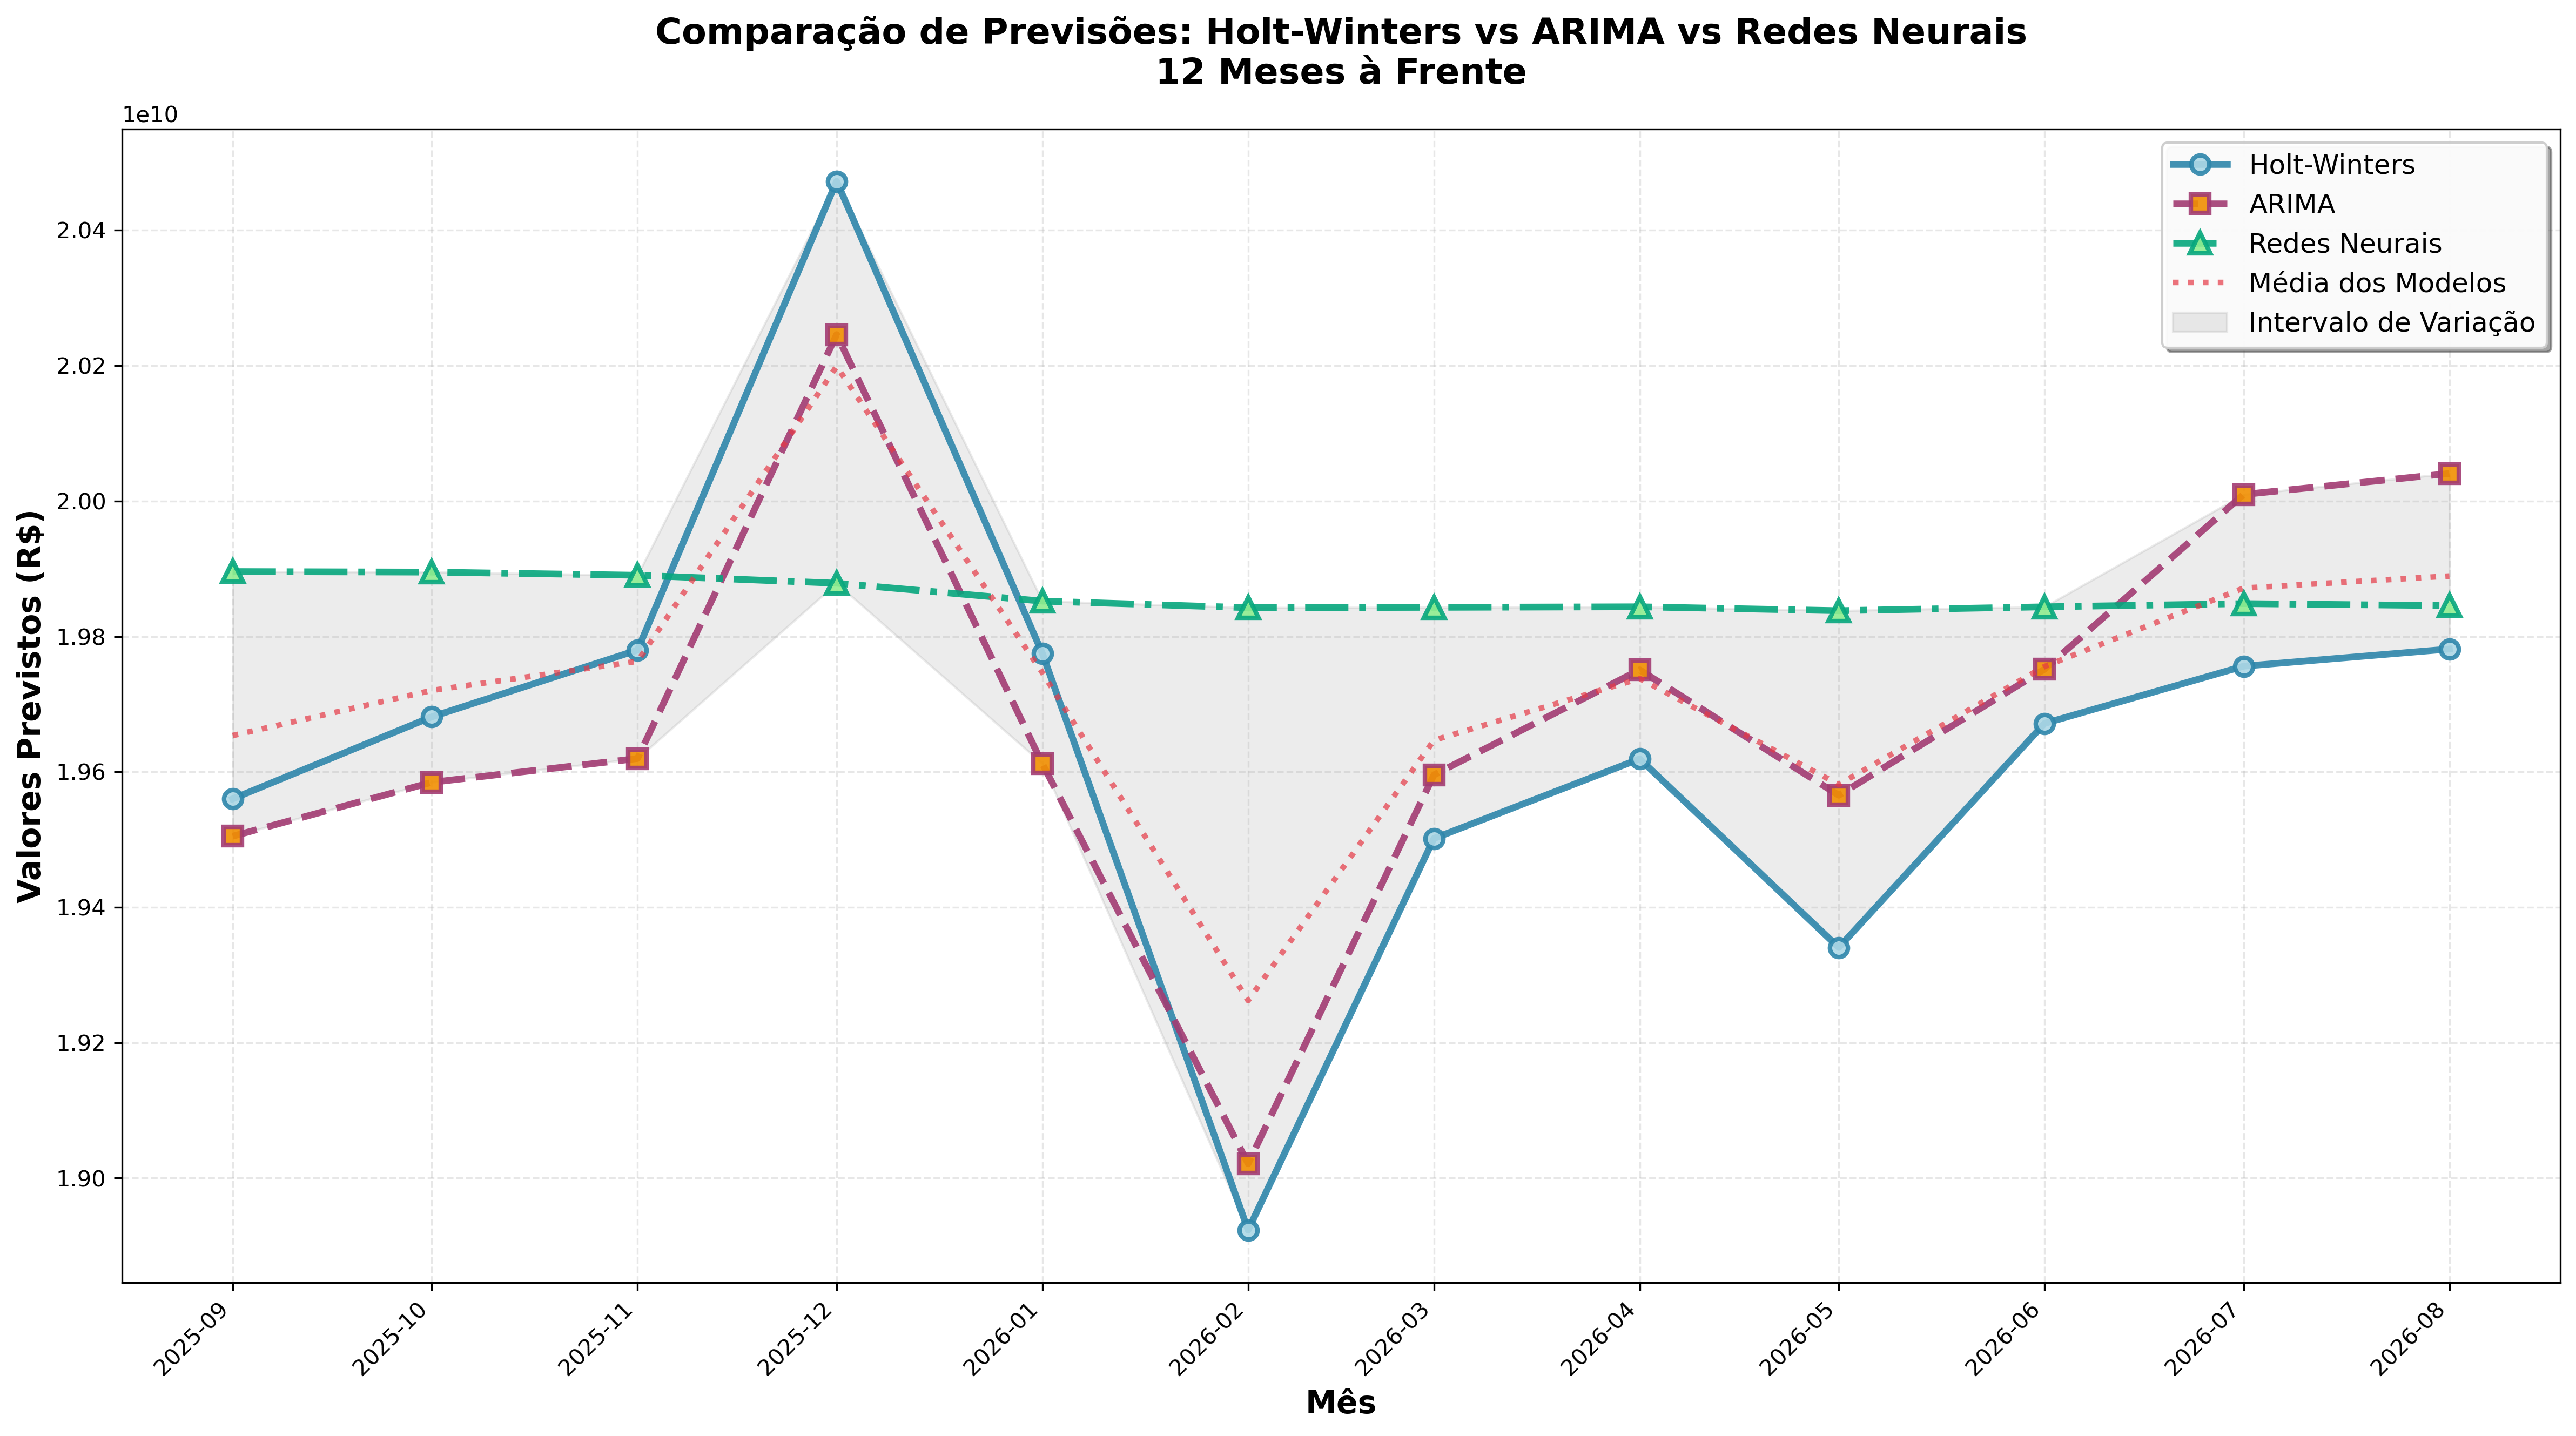 Comparação de Previsões: Holt-Winters vs ARIMA vs Redes Neurais
12 Meses à Frente
1e10
Holt-Winters
ARIMA
Redes Neurais
Média dos Modelos
Intervalo de Variação
Valores Previstos (R$)
2.04
2.02
2.00
1.98
1.96
1.94
1.92
1.90
2025-09
2025-10
2025-11
2025-12
2026-01
2026-02
2026-03
2026-04
2026-05
2026-06
2026-07
2026-08
Mês